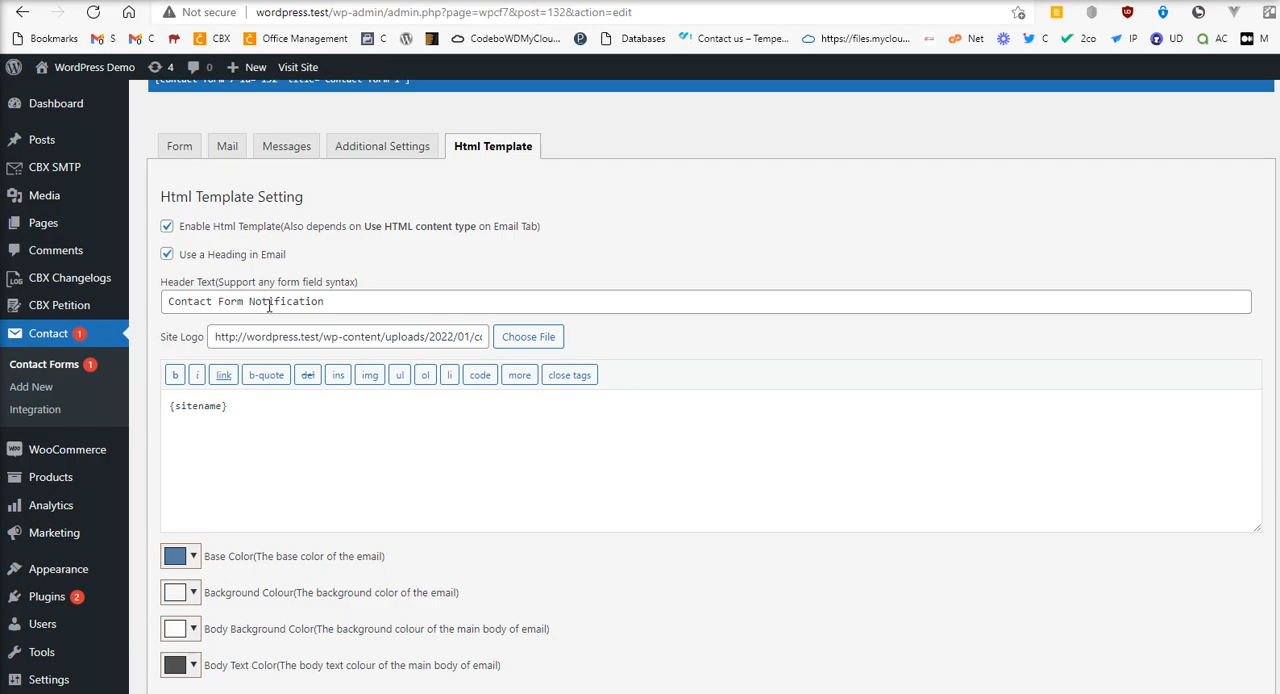 Not secure wordpress.test/wp-admin/admin.php?page=wpcf7&post=132&action=edit
Bookmarks S C CBX Office Management C CodeboWDMyClou... Databases Contact us – Tempe... https://files.myclou... Net C 2co IP UD AC M
WordPress Demo 4 0 New Visit Site
Dashboard
Posts
CBX SMTP
Media
Pages
Comments
CBX Changelogs
CBX Petition
Contact 1
Contact Forms 1
Add New
Integration
WooCommerce
Products
Analytics
Marketing
Appearance
Plugins 2
Users
Tools
Settings
Form Mail Messages Additional Settings Html Template
Html Template Setting
Enable Html Template(Also depends on Use HTML content type on Email Tab)
Use a Heading in Email
Header Text(Support any form field syntax)
Contact Form Notification
Site Logo http://wordpress.test/wp-content/uploads/2022/01/cc Choose File
b i link b-quote del ins img ul ol li code more close tags
{sitename}
Base Color(The base color of the email)
Background Colour(The background color of the email)
Body Background Color(The background colour of the main body of email)
Body Text Color(The body text colour of the main body of email)